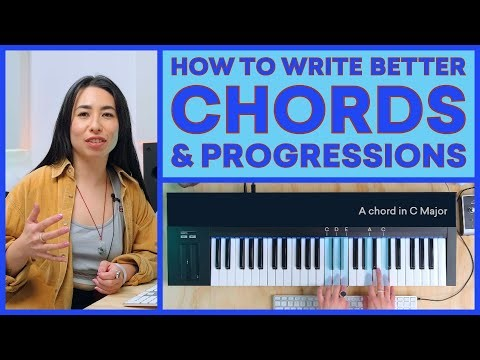 HOW TO WRITE BETTER
CHORDS
& PROGRESSIONS
A chord in C Major
C D E A C